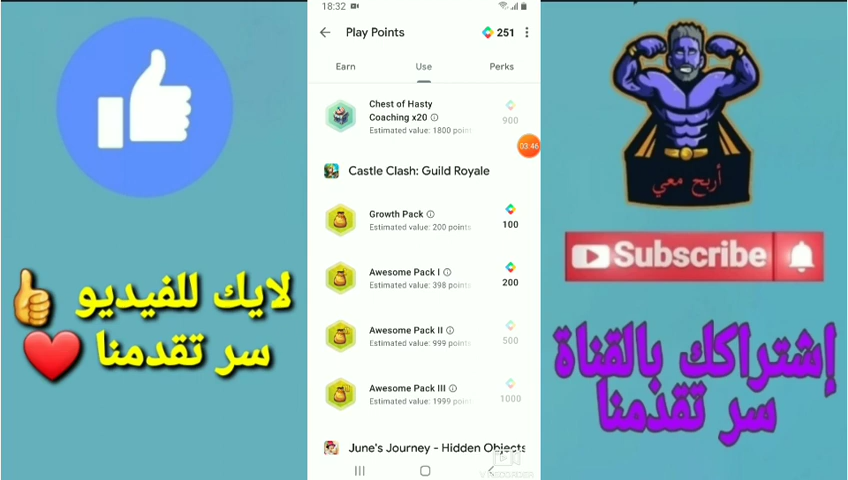 18:32
Play Points
251
Earn
Use
Perks
Chest of Hasty
Coaching x20
Estimated value: 1800 poin
900
03:46
Castle Clash: Guild Royale
Growth Pack
Estimated value: 200 points
100
Awesome Pack I
Estimated value: 398 points
200
Awesome Pack II
Estimated value: 999 points
500
Awesome Pack III
Estimated value: 1999 poin
1000
June's Journey - Hidden Objects
لايك للفيديو
سر تقدمنا
أربح معي
Subscribe
إشتراكك بالقناة
سر تقدمنا